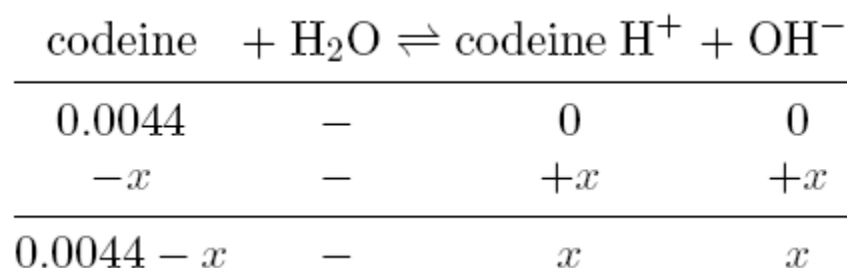 codeine + H₂O ⇌ codeine H⁺ + OH⁻
0.0044 – 0 0
−x – +x +x
0.0044 − x – x x